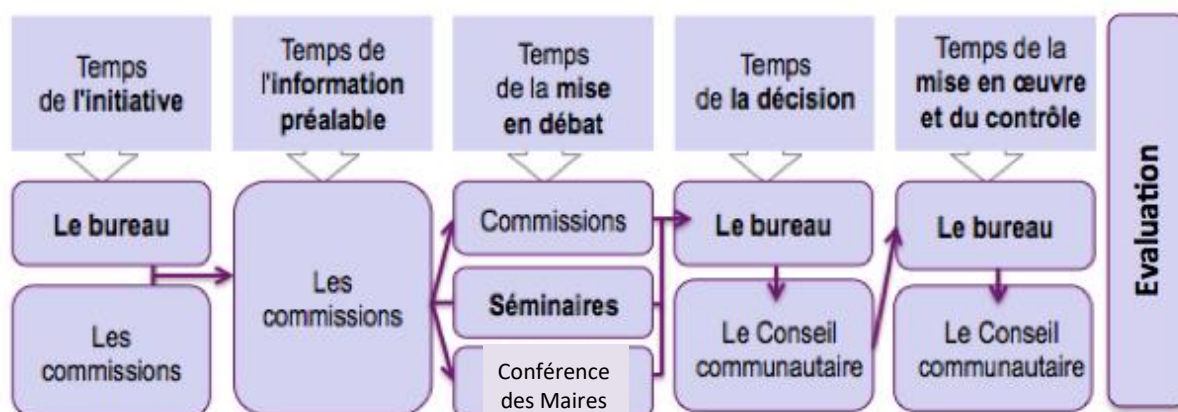 Temps
de l'initiative
Temps de
l'information
préalable
Temps
de la mise
en débat
Temps
de la décision
Temps de la
mise en œuvre
et du contrôle
Evaluation
Le bureau
Les
commissions
Les
commissions
Commissions
Séminaires
Conférence
des Maires
Le bureau
Le Conseil
communautaire
Le bureau
Le Conseil
communautaire